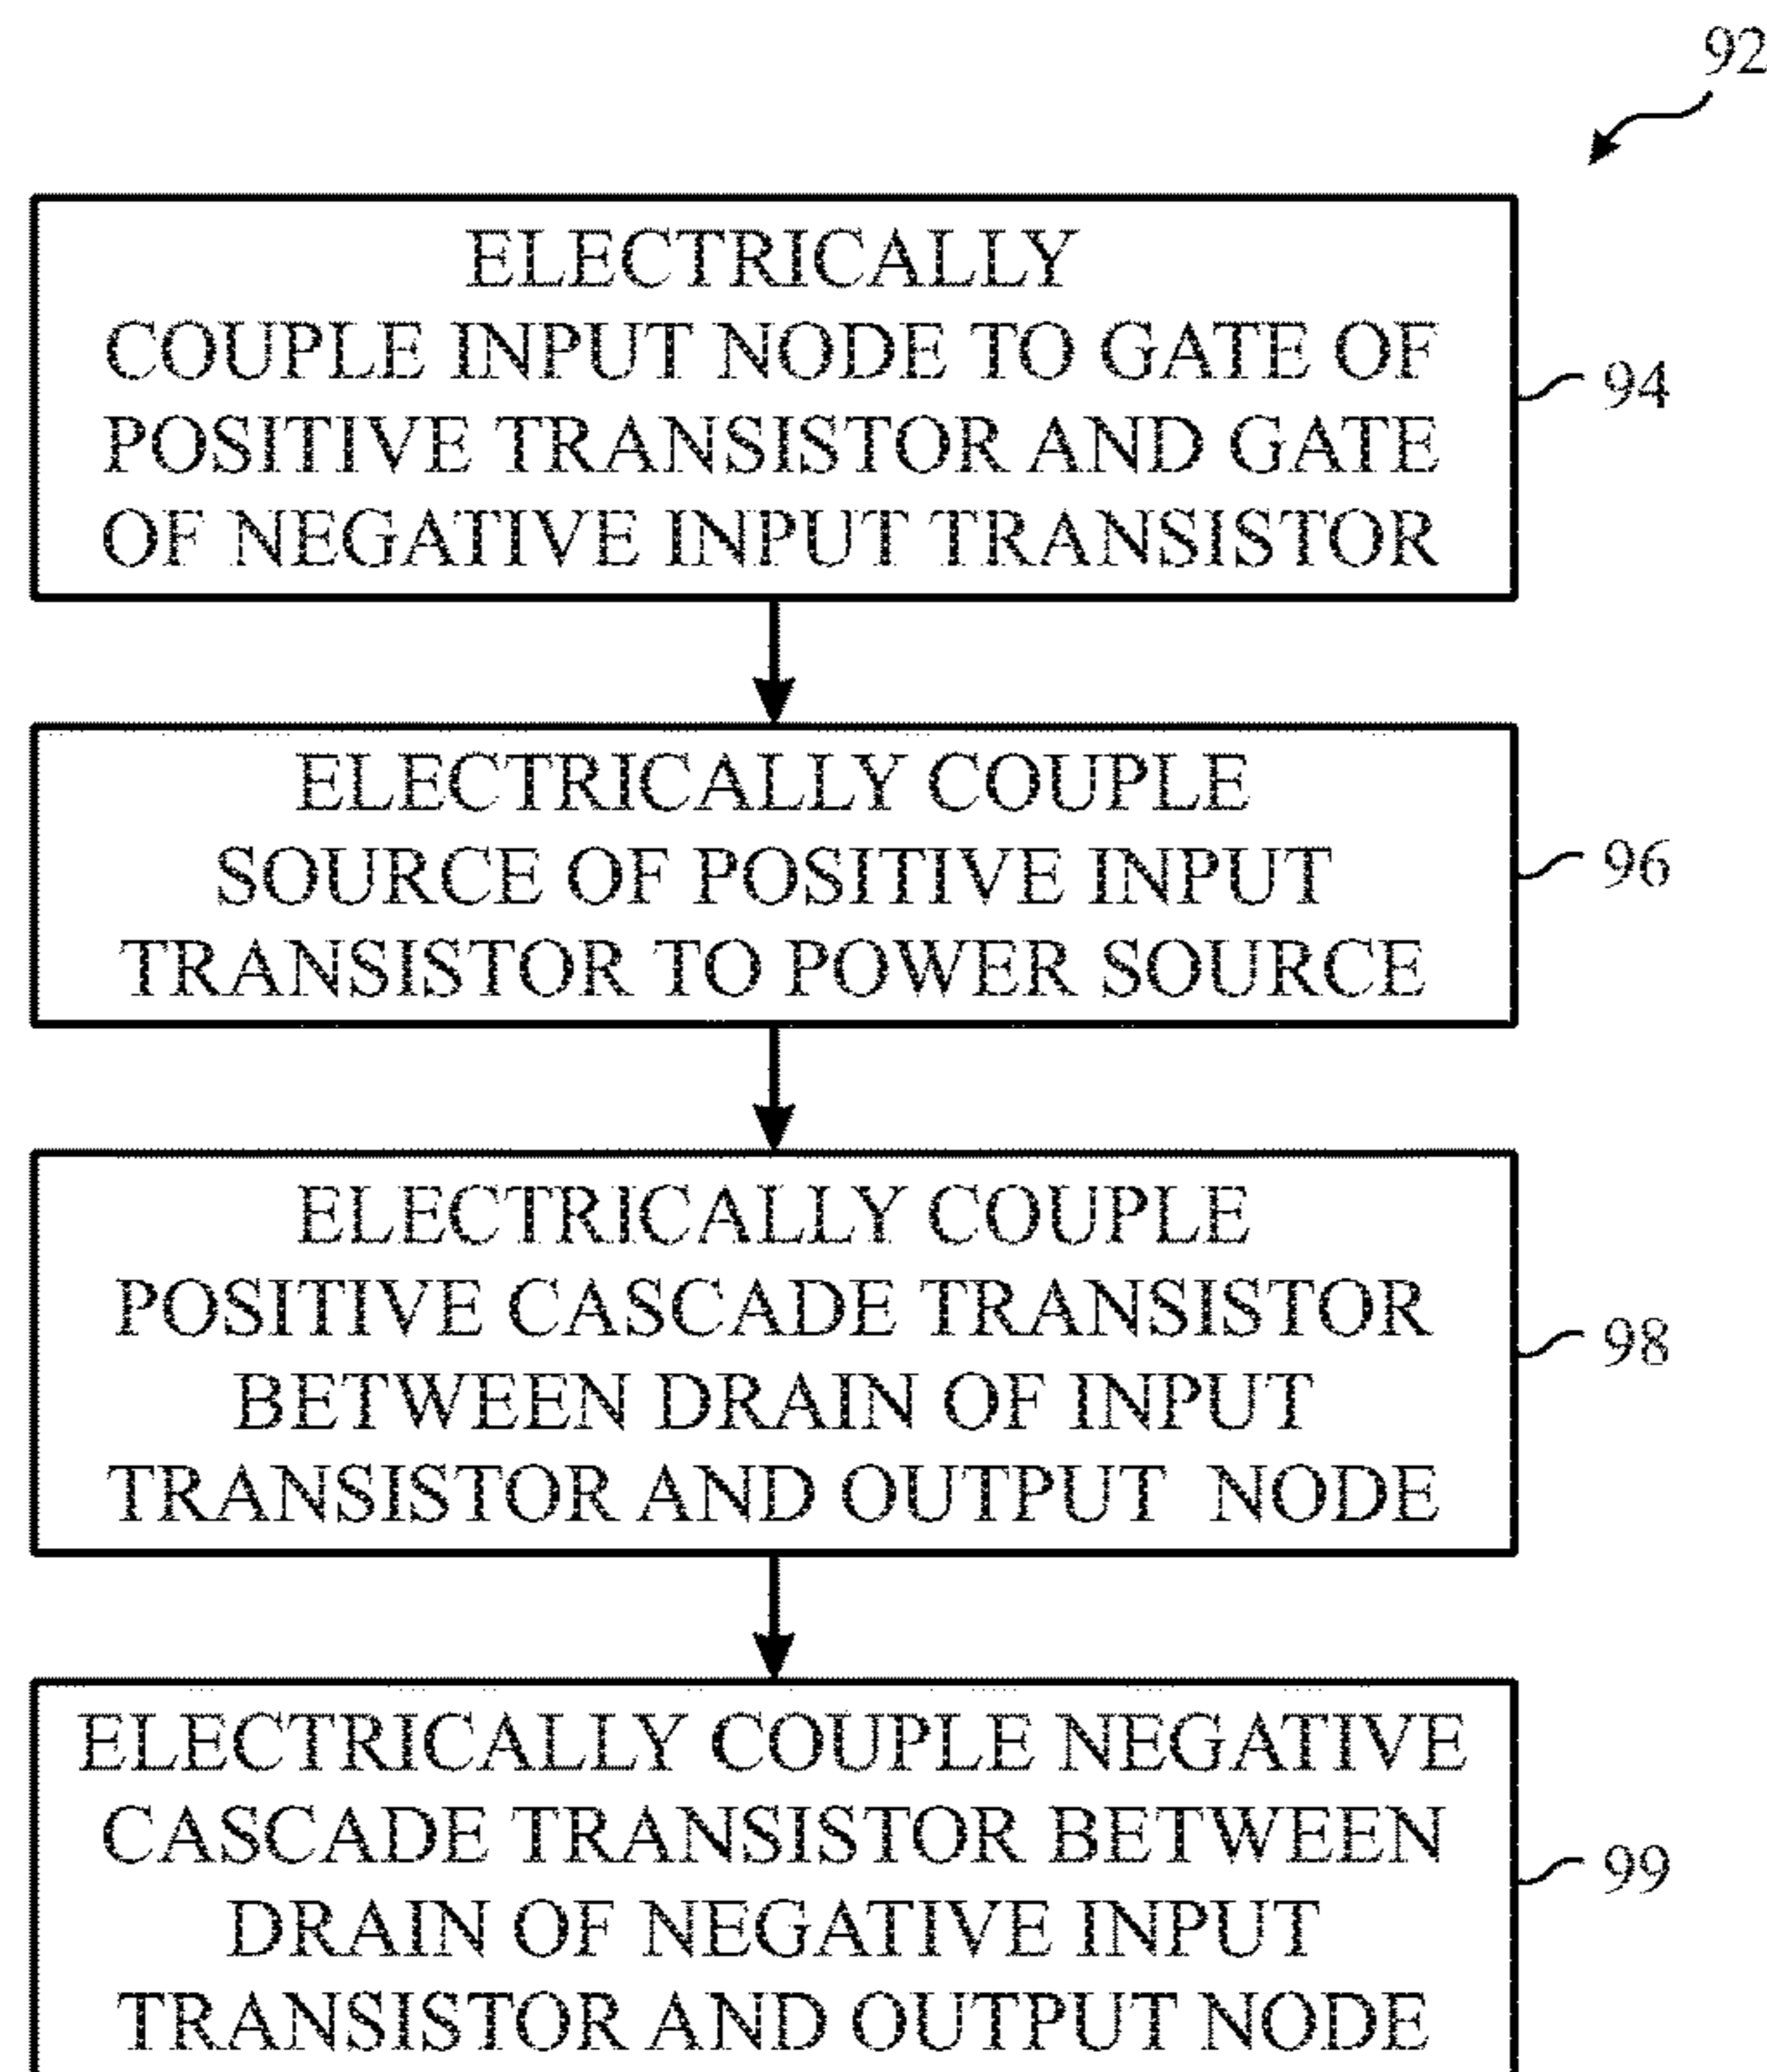 92
ELECTRICALLY
COUPLE INPUT NODE TO GATE OF
POSITIVE TRANSISTOR AND GATE
OF NEGATIVE INPUT TRANSISTOR
94
ELECTRICALLY COUPLE
SOURCE OF POSITIVE INPUT
TRANSISTOR TO POWER SOURCE
96
ELECTRICALLY COUPLE
POSITIVE CASCADE TRANSISTOR
BETWEEN DRAIN OF INPUT
TRANSISTOR AND OUTPUT NODE
98
ELECTRICALLY COUPLE NEGATIVE
CASCADE TRANSISTOR BETWEEN
DRAIN OF NEGATIVE INPUT
TRANSISTOR AND OUTPUT NODE
99